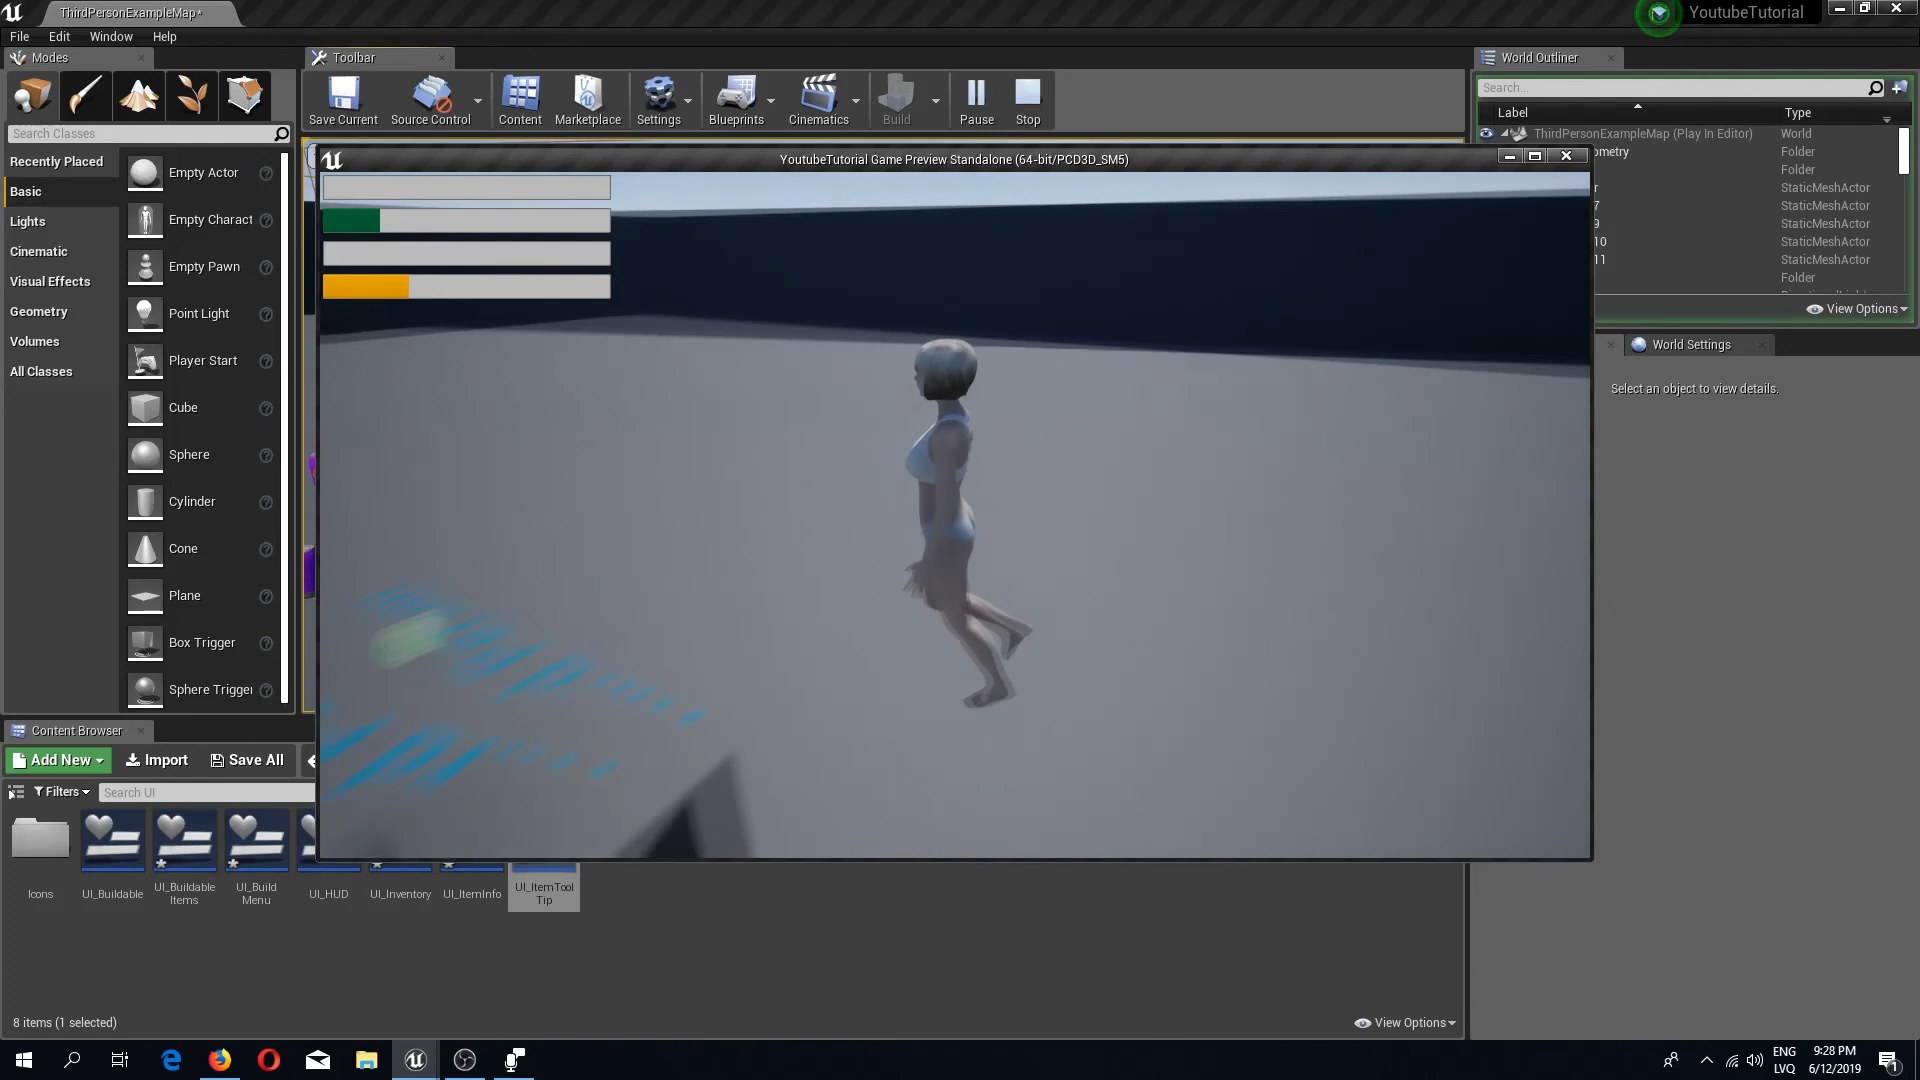 ThirdPersonExampleMap*
YoutubeTutorial
File Edit Window Help
Modes
Toolbar
World Outliner
Save Current
Source Control
Content
Marketplace
Settings
Blueprints
Cinematics
Build
Pause
Stop
Search...
Label Type
ThirdPersonExampleMap (Play In Editor) World
ometry Folder
Folder
r StaticMeshActor
7 StaticMeshActor
9 StaticMeshActor
10 StaticMeshActor
11 StaticMeshActor
Folder
View Options
World Settings
Select an object to view details.
Search Classes
Recently Placed
Basic
Lights
Cinematic
Visual Effects
Geometry
Volumes
All Classes
Empty Actor
Empty Charact
Empty Pawn
Point Light
Player Start
Cube
Sphere
Cylinder
Cone
Plane
Box Trigger
Sphere Trigger
YoutubeTutorial Game Preview Standalone (64-bit/PCD3D_SM5)
Content Browser
Add New Import Save All
Filters Search UI
Icons
UI_Buildable
UI_Buildable
Items
UI_Build
Menu
UI_HUD
UI_Inventory
UI_ItemInfo
UI_ItemTool
Tip
8 items (1 selected)
View Options
ENG
LVQ
9:28 PM
6/12/2019
1